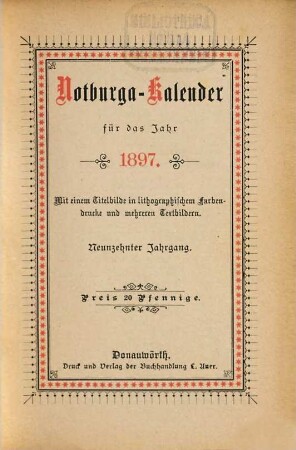 Notburga-Kalender
für das Jahr
1897.
Mit einem Titelbilde in lithographischem Farben-
drucke und mehreren Textbildern.
Neunzehnter Jahrgang.
Preis 20 Pfennige.
Donauwörth.
Druck und Verlag der Buchhandlung L. Auer.